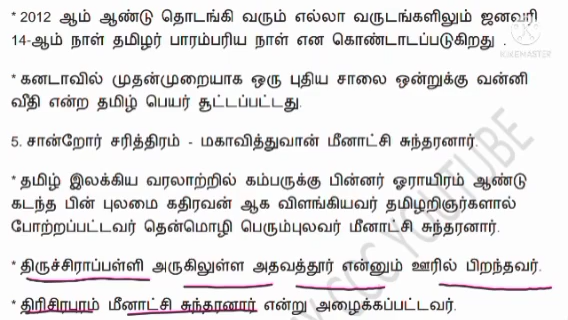 * 2012 ஆம் ஆண்டு தொடங்கி வரும் எல்லா வருடங்களிலும் ஜனவரி
14-ஆம் நாள் தமிழர் பாரம்பரிய நாள் என கொண்டாடப்படுகிறது .
KINEMASTER
* கனடாவில் முதன்முறையாக ஒரு புதிய சாலை ஒன்றுக்கு வன்னி
வீதி என்ற தமிழ் பெயர் சூட்டப்பட்டது.
5. சான்றோர் சரித்திரம் - மகாவித்துவான் மீனாட்சி சுந்தரனார்.
* தமிழ் இலக்கிய வரலாற்றில் கம்பருக்கு பின்னர் ஓராயிரம் ஆண்டு
கடந்த பின் புலமை கதிரவன் ஆக விளங்கியவர் தமிழறிஞர்களால்
போற்றப்பட்டவர் தென்மொழி பெரும்புலவர் மீனாட்சி சுந்தரனார்.
* திருச்சிராப்பள்ளி அருகிலுள்ள அதவத்தூர் என்னும் ஊரில் பிறந்தவர்.
* திரிசிரபுரம் மீனாட்சி சுந்தரனார் என்று அழைக்கப்பட்டவர்.
YOUTUBE